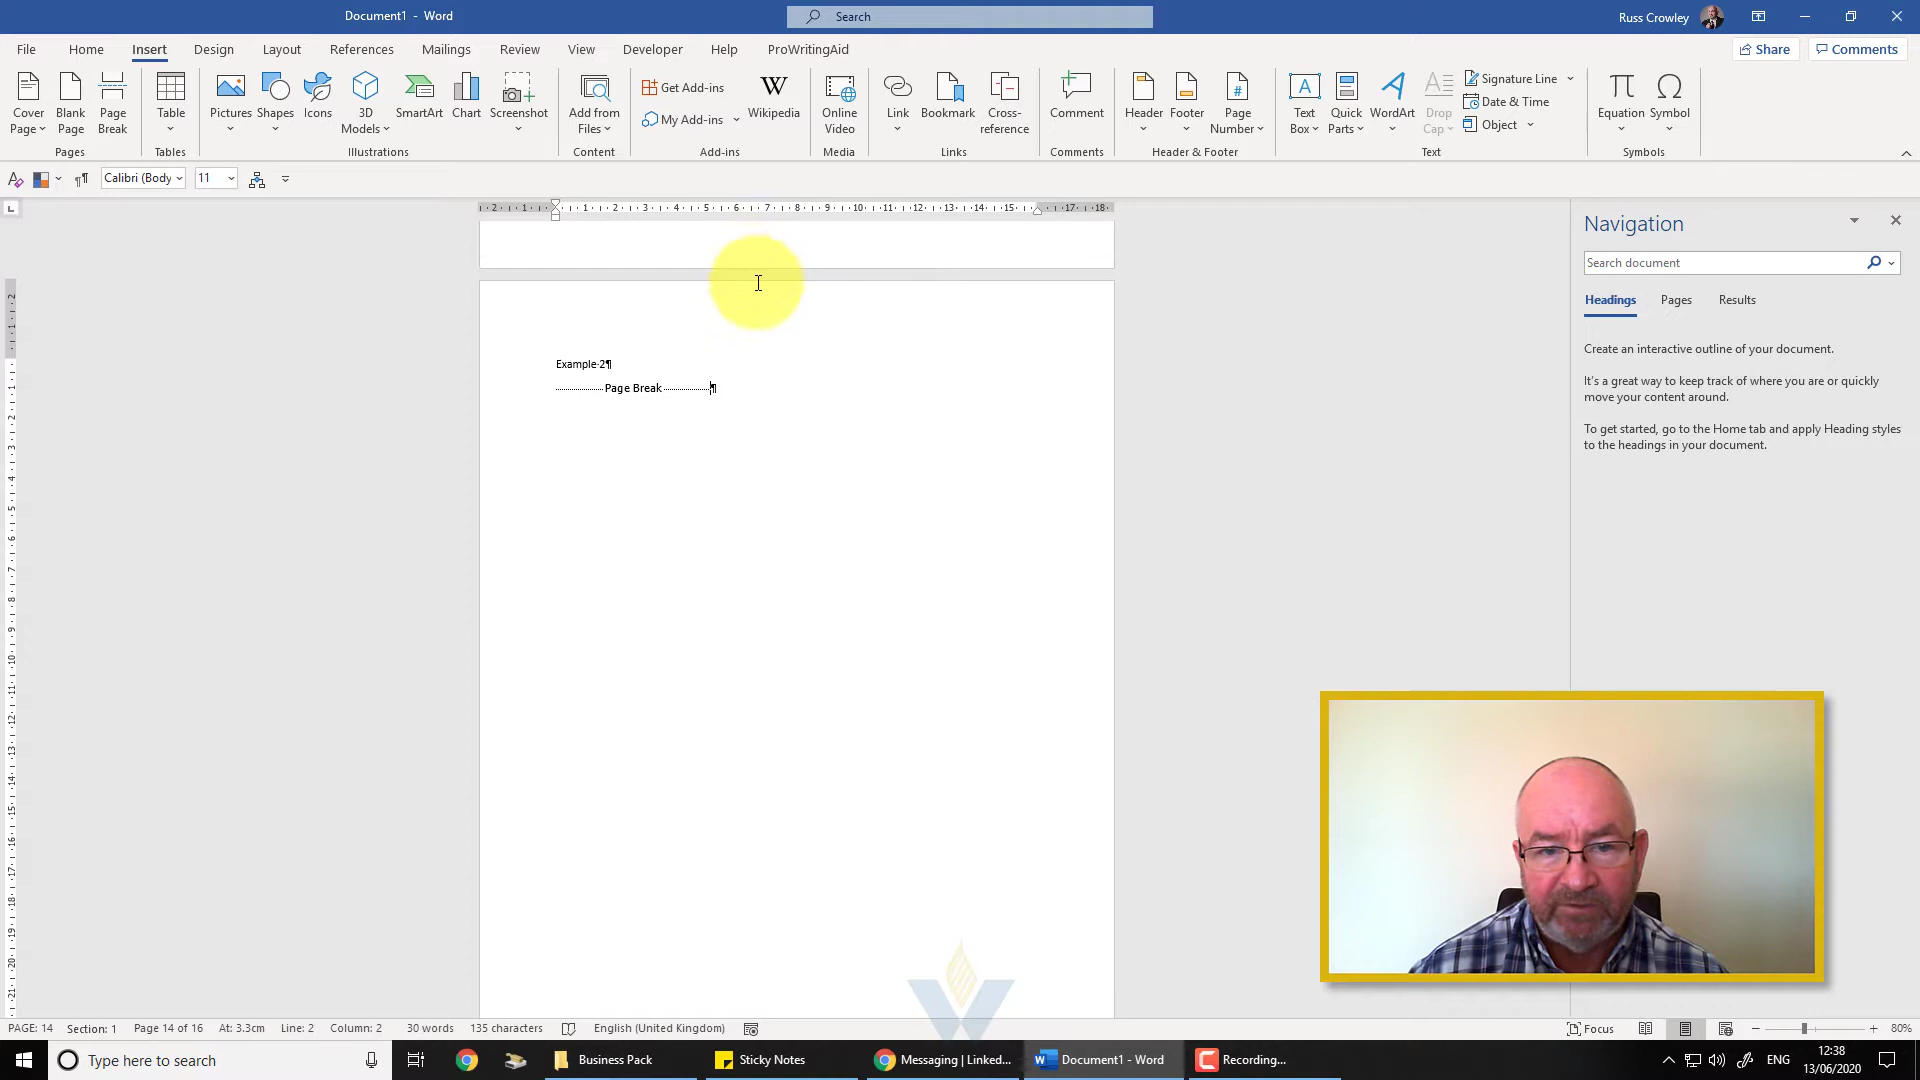 Document1 - Word
Search
Russ Crowley
File Home Insert Design Layout References Mailings Review View Developer Help ProWritingAid
Share Comments
Cover Page
Blank Page
Page Break
Pages
Table
Tables
Pictures
Shapes
Icons
3D Models
SmartArt
Chart
Screenshot
Illustrations
Add from Files
Content
Get Add-ins
My Add-ins
Wikipedia
Add-ins
Online Video
Media
Link
Bookmark
Cross-reference
Links
Comment
Comments
Header
Footer
Page Number
Header & Footer
Text Box
Quick Parts
WordArt
Drop Cap
Signature Line
Date & Time
Object
Text
Equation
Symbol
Symbols
Calibri (Body 11
Navigation
Search document
Headings Pages Results
Create an interactive outline of your document.
It's a great way to keep track of where you are or quickly
move your content around.
To get started, go to the Home tab and apply Heading styles
to the headings in your document.
Example·2¶
Page Break ¶
PAGE: 14 Section: 1 Page 14 of 16 At: 3.3cm Line: 2 Column: 2 30 words 135 characters English (United Kingdom) Focus 80%
Type here to search
Business Pack
Sticky Notes
Messaging | Linked...
Document1 - Word
Recording...
ENG
12:38
13/06/2020